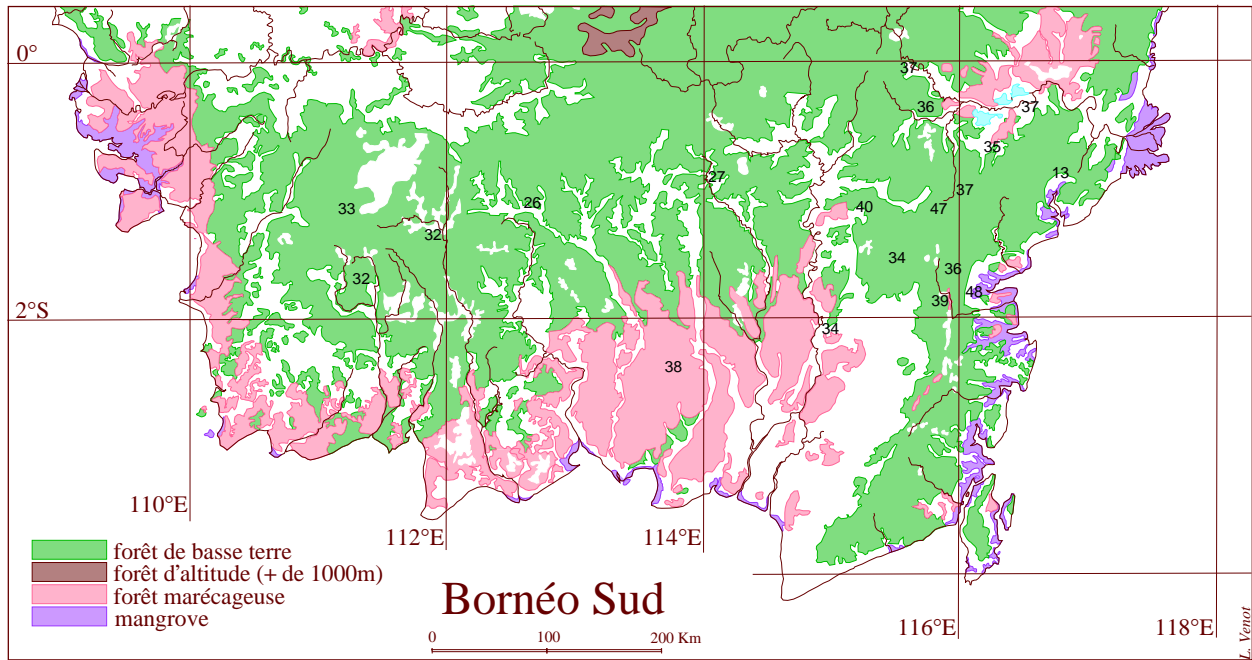 0°
37
36
37
35
13
27
37
33
26
40
47
32
34
36
32
48
39
2°S
34
38
110°E
112°E
114°E
116°E
118°E
forêt de basse terre
forêt d'altitude (+ de 1000m)
forêt marécageuse
mangrove
Bornéo Sud
0 100 200 Km
L. Venot